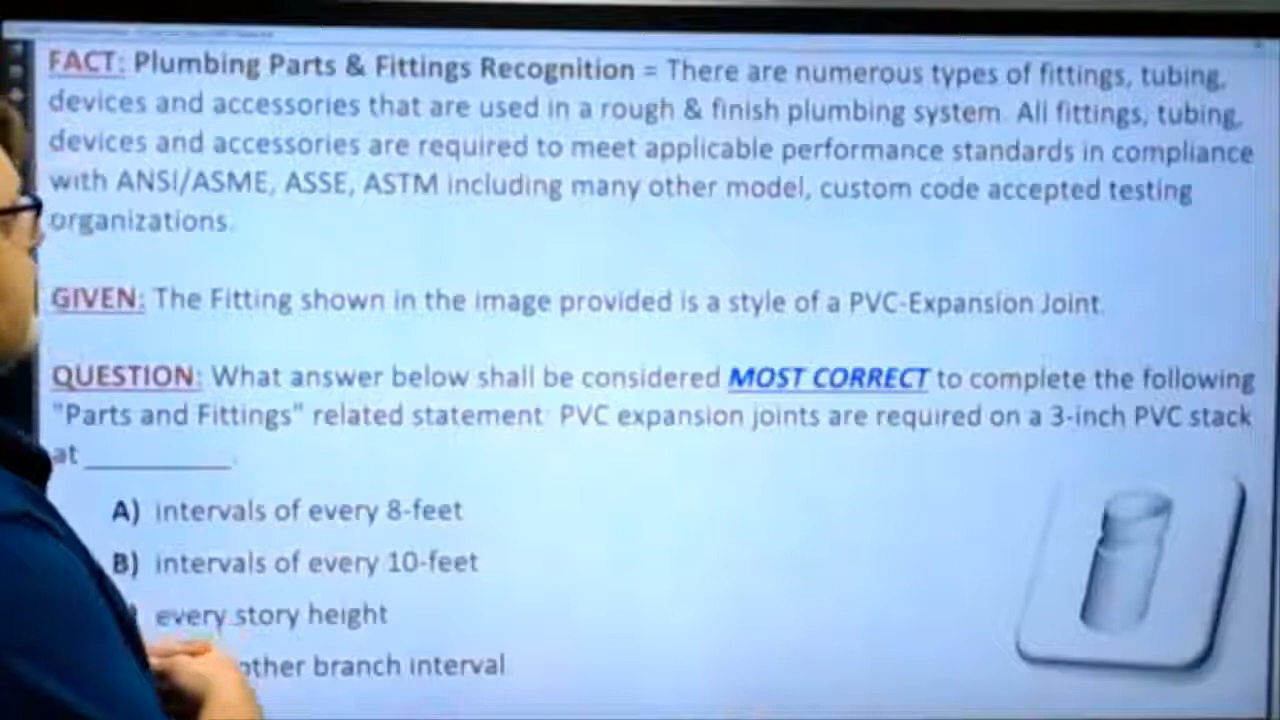 FACT: Plumbing Parts & Fittings Recognition = There are numerous types of fittings, tubing,
devices and accessories that are used in a rough & finish plumbing system. All fittings, tubing,
devices and accessories are required to meet applicable performance standards in compliance
with ANSI/ASME, ASSE, ASTM including many other model, custom code accepted testing
organizations.
GIVEN: The Fitting shown in the image provided is a style of a PVC-Expansion Joint.
QUESTION: What answer below shall be considered MOST CORRECT to complete the following
"Parts and Fittings" related statement: PVC expansion joints are required on a 3-inch PVC stack
at __________.
A) intervals of every 8-feet
B) intervals of every 10-feet
every story height
other branch interval